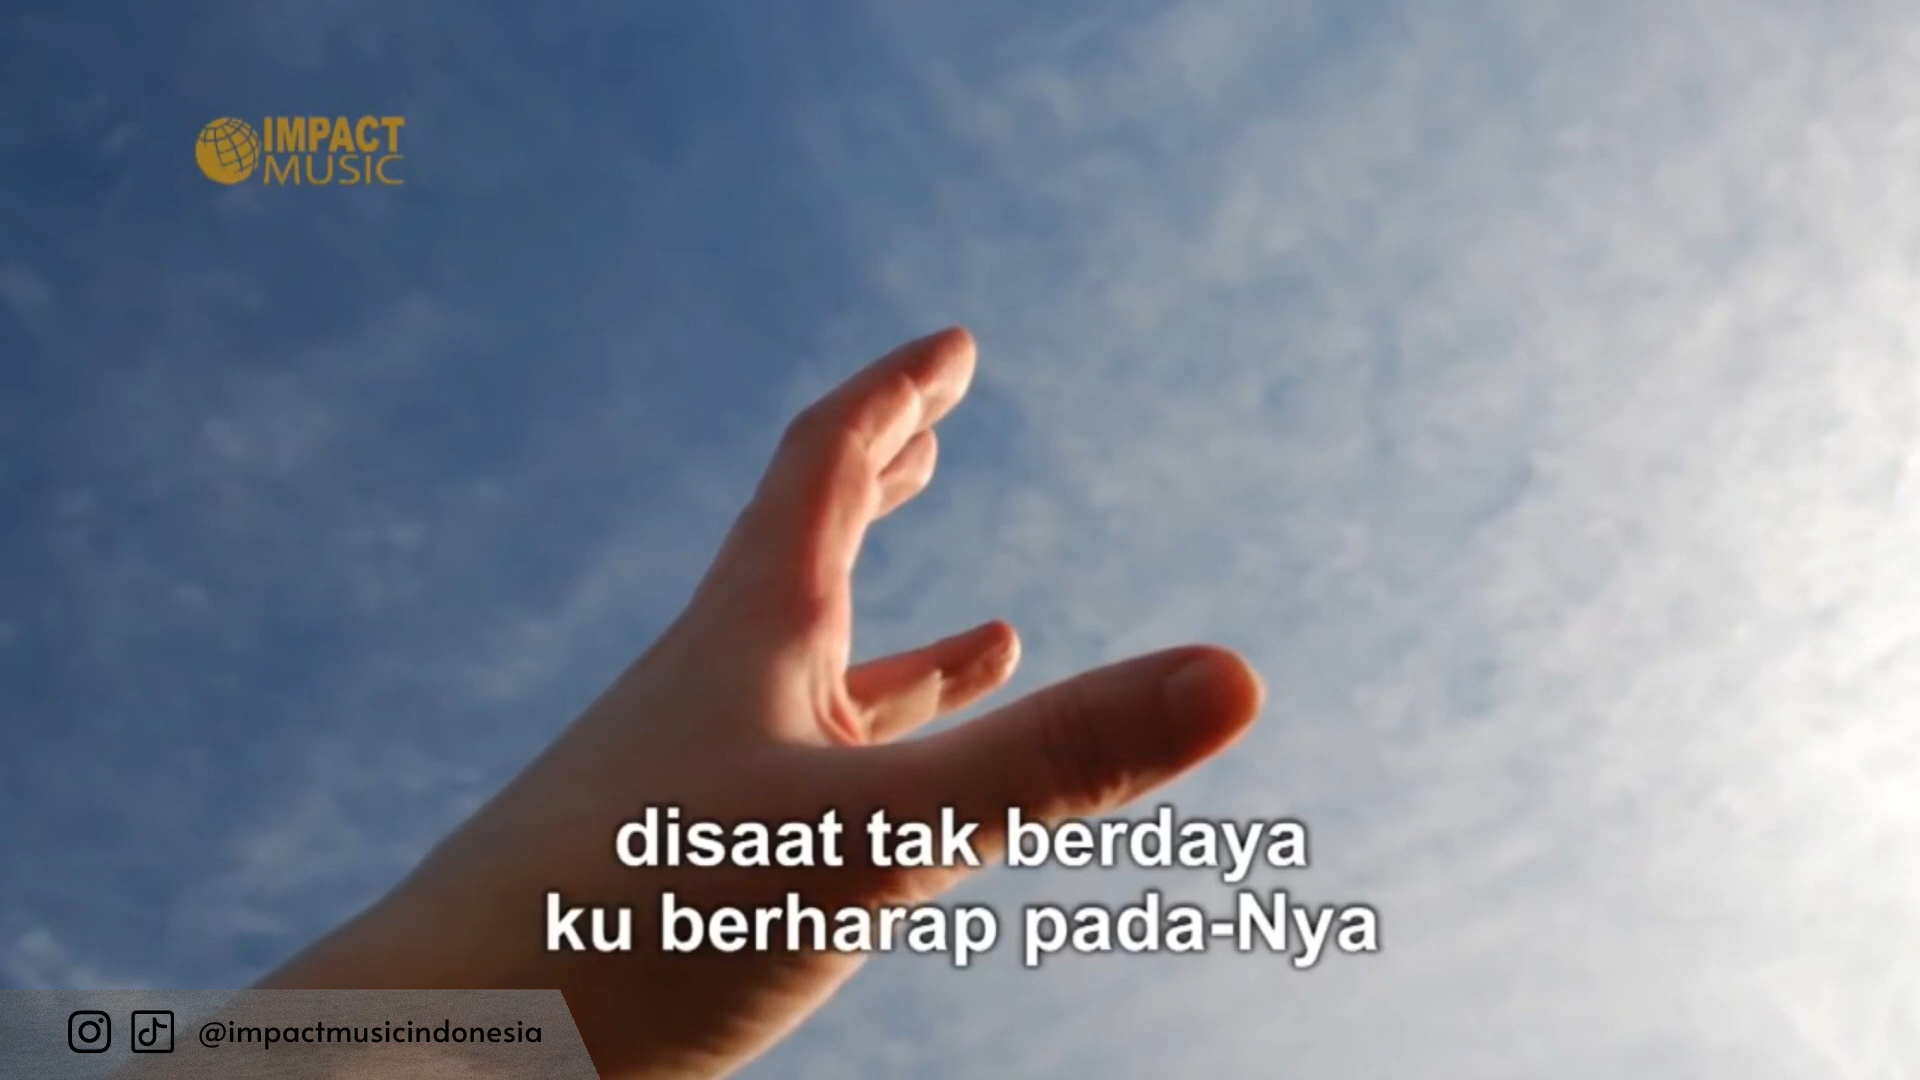 IMPACT
MUSIC
disaat tak berdaya
ku berharap pada-Nya
@impactmusicindonesia